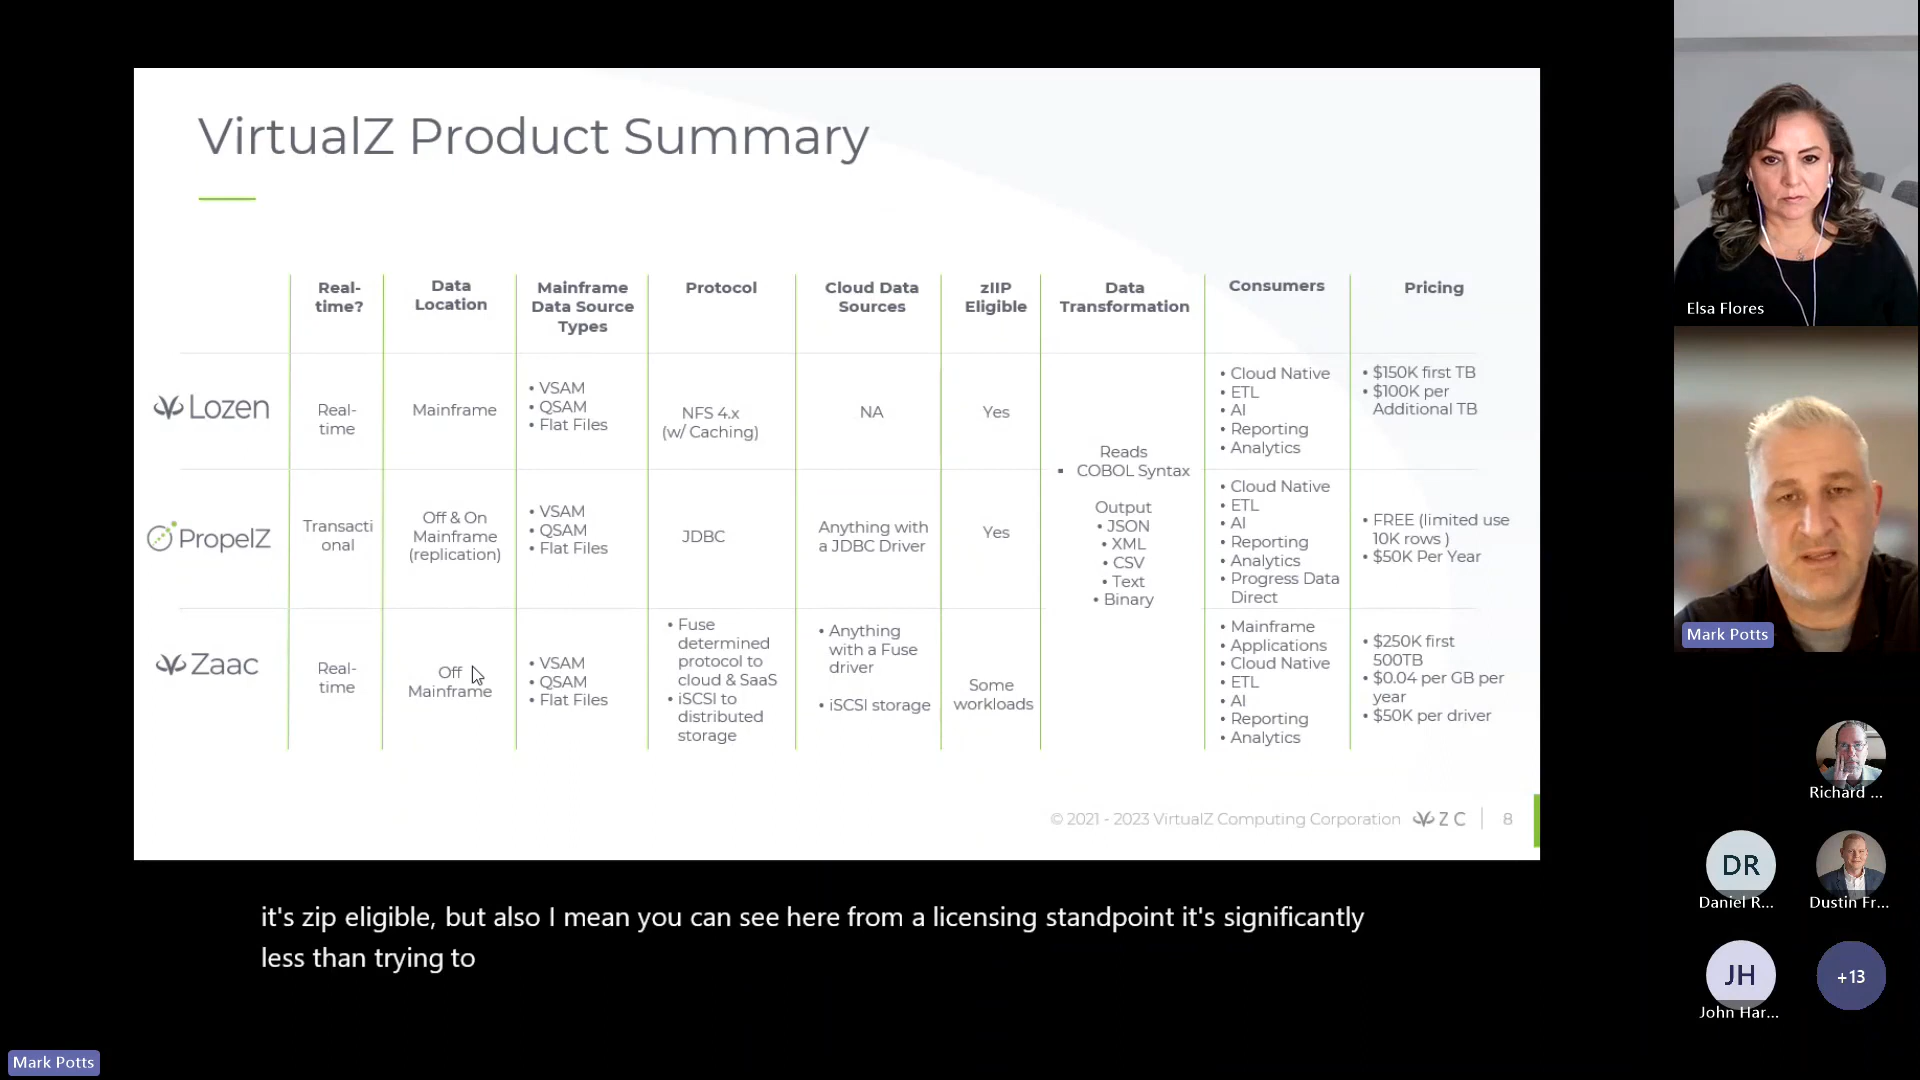 VirtualZ Product Summary
Real-
time?
Data
Location
Mainframe
Data Source
Types
Protocol
Cloud Data
Sources
zIIP
Eligible
Data
Transformation
Consumers
Pricing
Lozen
Real-
time
Mainframe
• VSAM
• QSAM
• Flat Files
NFS 4.x
(w/ Caching)
NA
Yes
• Cloud Native
• ETL
• AI
• Reporting
• Analytics
• $150K first TB
• $100K per
Additional TB
PropelZ
Transacti
onal
Off & On
Mainframe
(replication)
• VSAM
• QSAM
• Flat Files
JDBC
Anything with
a JDBC Driver
Yes
Reads
▪ COBOL Syntax
Output
• JSON
• XML
• CSV
• Text
• Binary
• Cloud Native
• ETL
• AI
• Reporting
• Analytics
• Progress Data
Direct
• FREE (limited use
10K rows )
• $50K Per Year
Zaac
Real-
time
Off
Mainframe
• VSAM
• QSAM
• Flat Files
• Fuse
determined
protocol to
cloud & SaaS
• iSCSI to
distributed
storage
• Anything
with a Fuse
driver
• iSCSI storage
Some
workloads
• Mainframe
• Applications
• Cloud Native
• ETL
• AI
• Reporting
• Analytics
• $250K first
500TB
• $0.04 per GB per
year
• $50K per driver
© 2021 - 2023 VirtualZ Computing Corporation
ZC
8
it's zip eligible, but also I mean you can see here from a licensing standpoint it's significantly
less than trying to
Mark Potts
Elsa Flores
Mark Potts
Richard ...
DR
Daniel R...
Dustin Fr...
JH
John Har...
+13